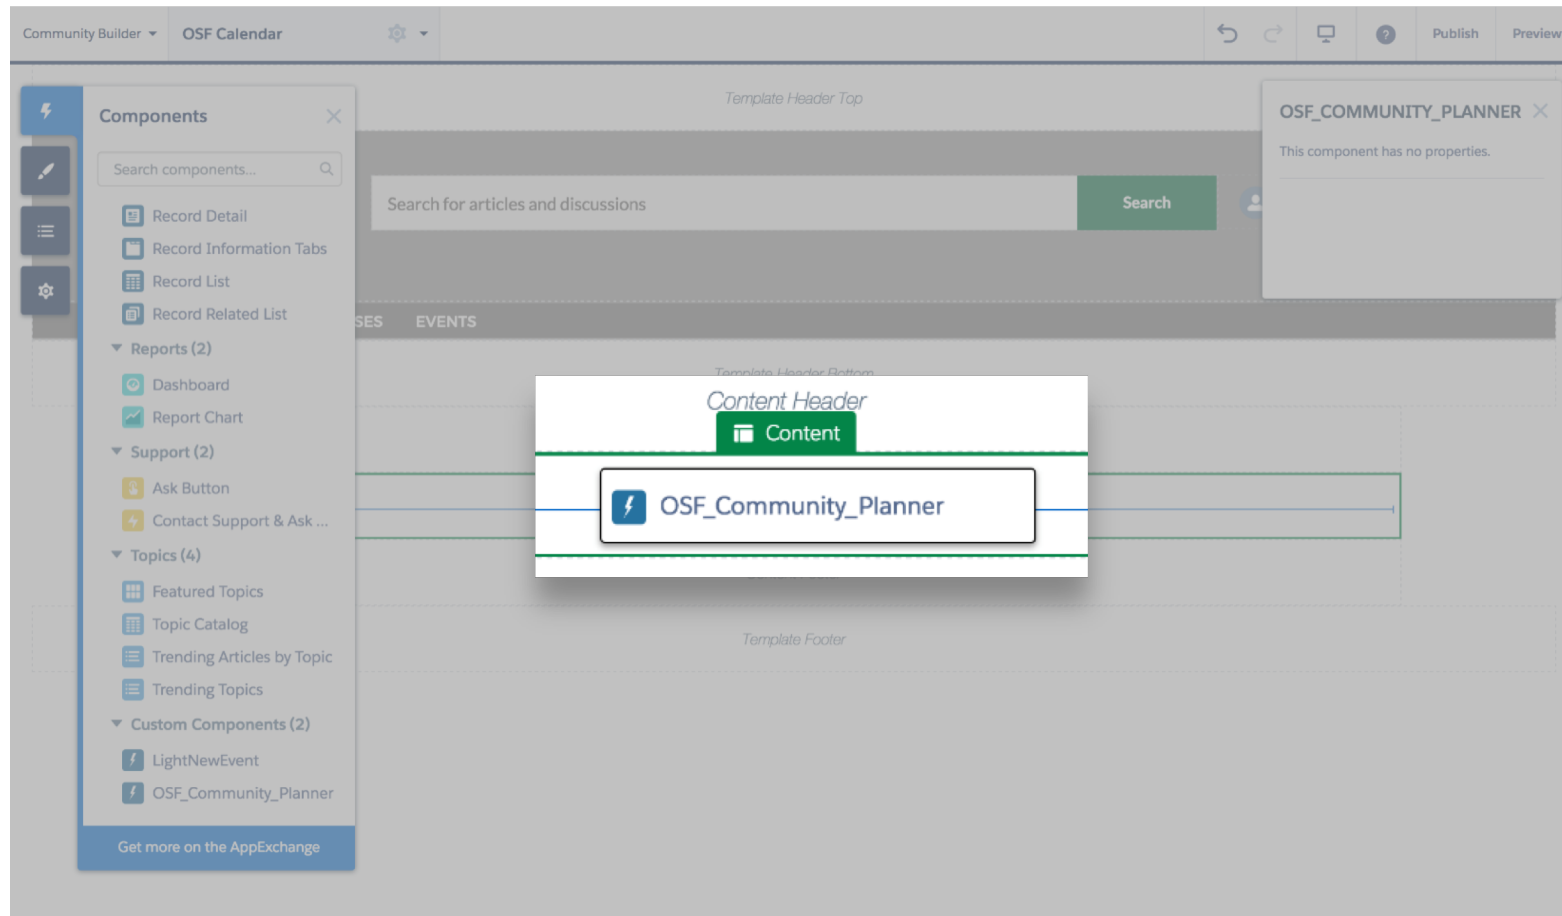 Community Builder
OSF Calendar
Publish
Preview
Components
Search components...
Record Detail
Record Information Tabs
Record List
Record Related List
Reports (2)
Dashboard
Report Chart
Support (2)
Ask Button
Contact Support & Ask ...
Topics (4)
Featured Topics
Topic Catalog
Trending Articles by Topic
Trending Topics
Custom Components (2)
LightNewEvent
OSF_Community_Planner
Get more on the AppExchange
Template Header Top
Search for articles and discussions
Search
SES EVENTS
Template Header Bottom
Content Header
Content
OSF_Community_Planner
Template Footer
OSF_COMMUNITY_PLANNER
This component has no properties.